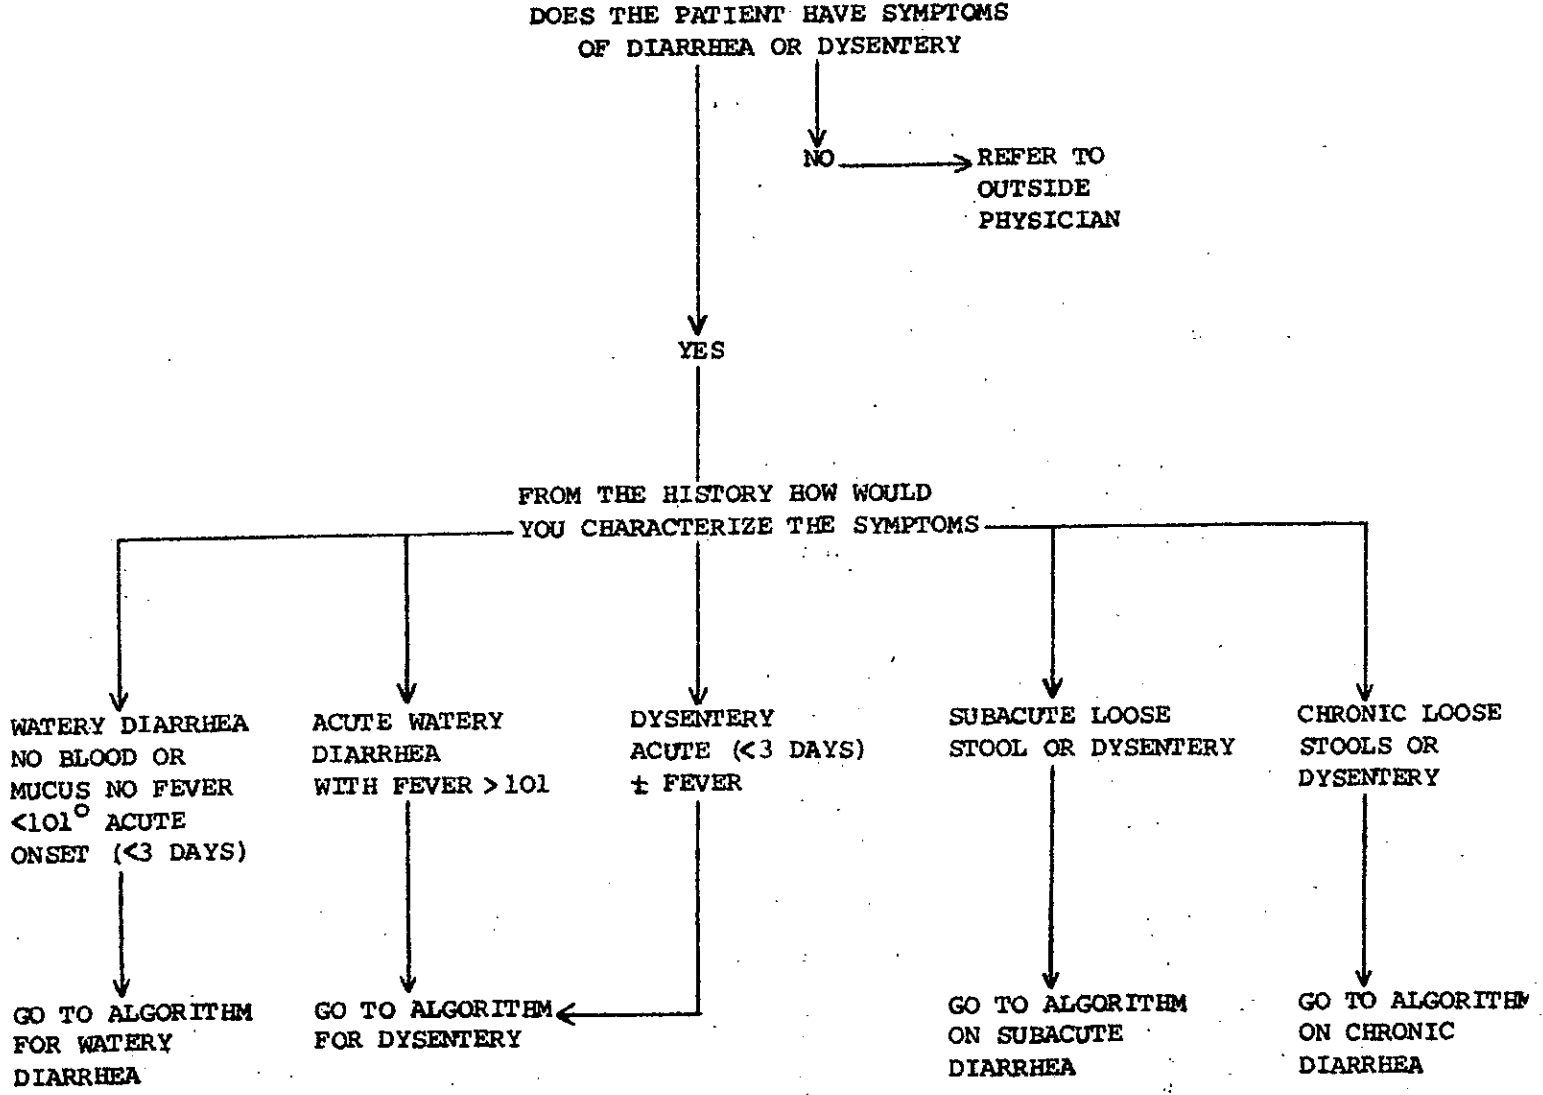 DOES THE PATIENT HAVE SYMPTOMS
OF DIARRHEA OR DYSENTERY
NO
REFER TO
OUTSIDE
PHYSICIAN
YES
FROM THE HISTORY HOW WOULD
YOU CHARACTERIZE THE SYMPTOMS
WATERY DIARRHEA
NO BLOOD OR
MUCUS NO FEVER
<101° ACUTE
ONSET (<3 DAYS)
ACUTE WATERY
DIARRHEA
WITH FEVER >101
DYSENTERY
ACUTE (<3 DAYS)
± FEVER
SUBACUTE LOOSE
STOOL OR DYSENTERY
CHRONIC LOOSE
STOOLS OR
DYSENTERY
GO TO ALGORITHM
FOR WATERY
DIARRHEA
GO TO ALGORITHM
FOR DYSENTERY
GO TO ALGORITHM
ON SUBACUTE
DIARRHEA
GO TO ALGORITHM
ON CHRONIC
DIARRHEA